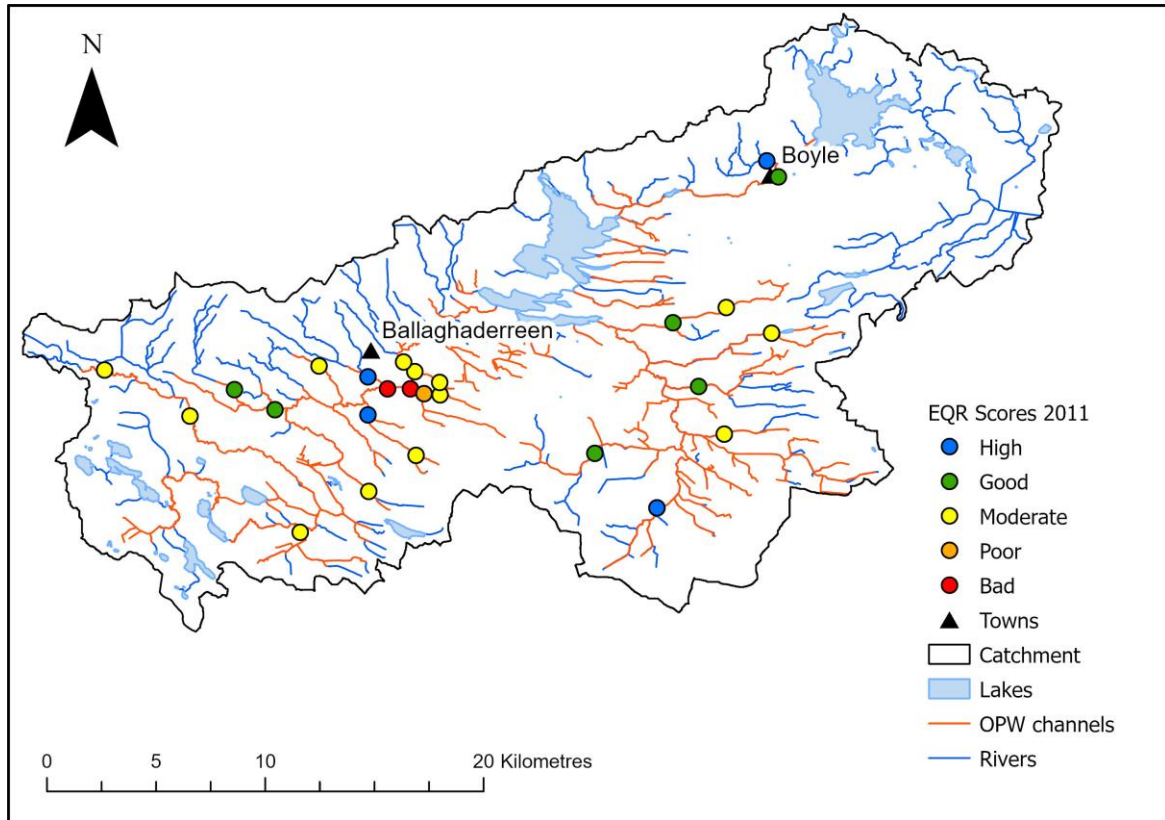 N
Boyle
Ballaghaderreen
EQR Scores 2011
High
Good
Moderate
Poor
Bad
Towns
Catchment
Lakes
OPW channels
Rivers
0 5 10 20 Kilometres